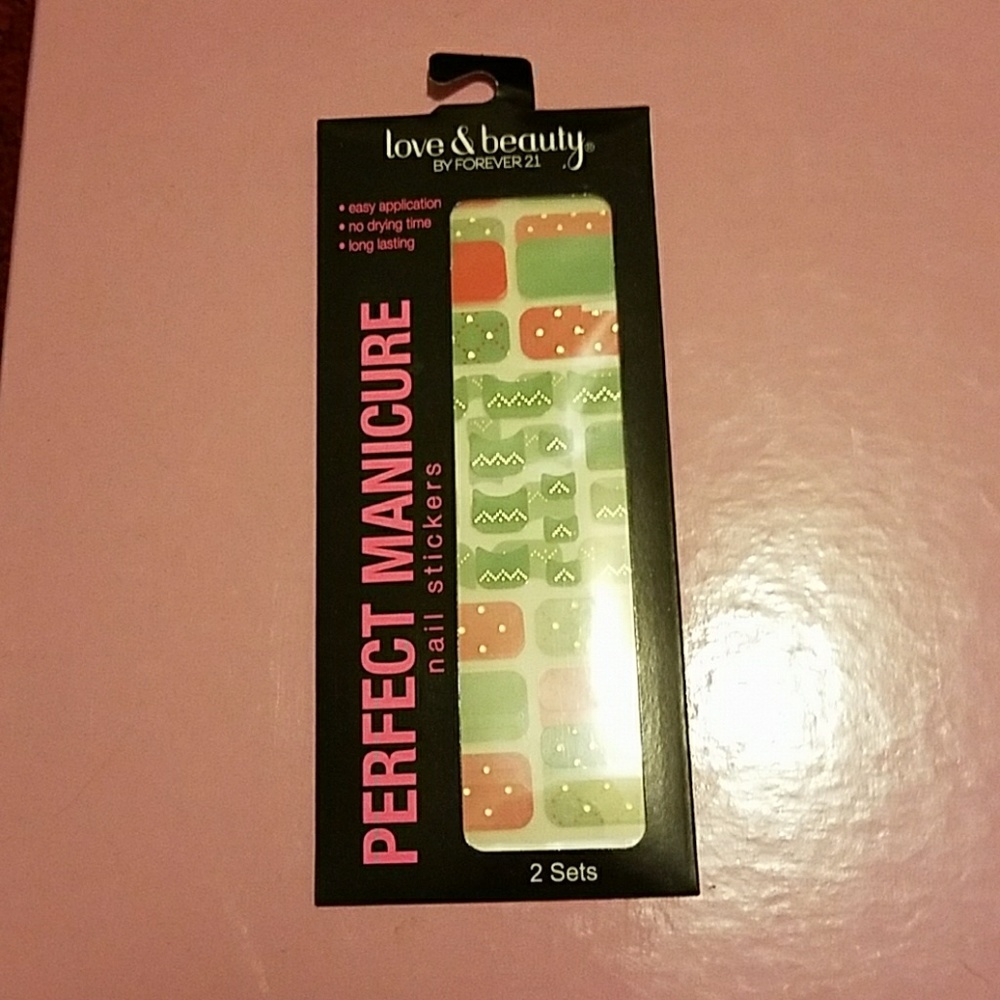 love & beauty®
BY FOREVER 21
• easy application
• no drying time
• long lasting
PERFECT MANICURE
nail stickers
2 Sets